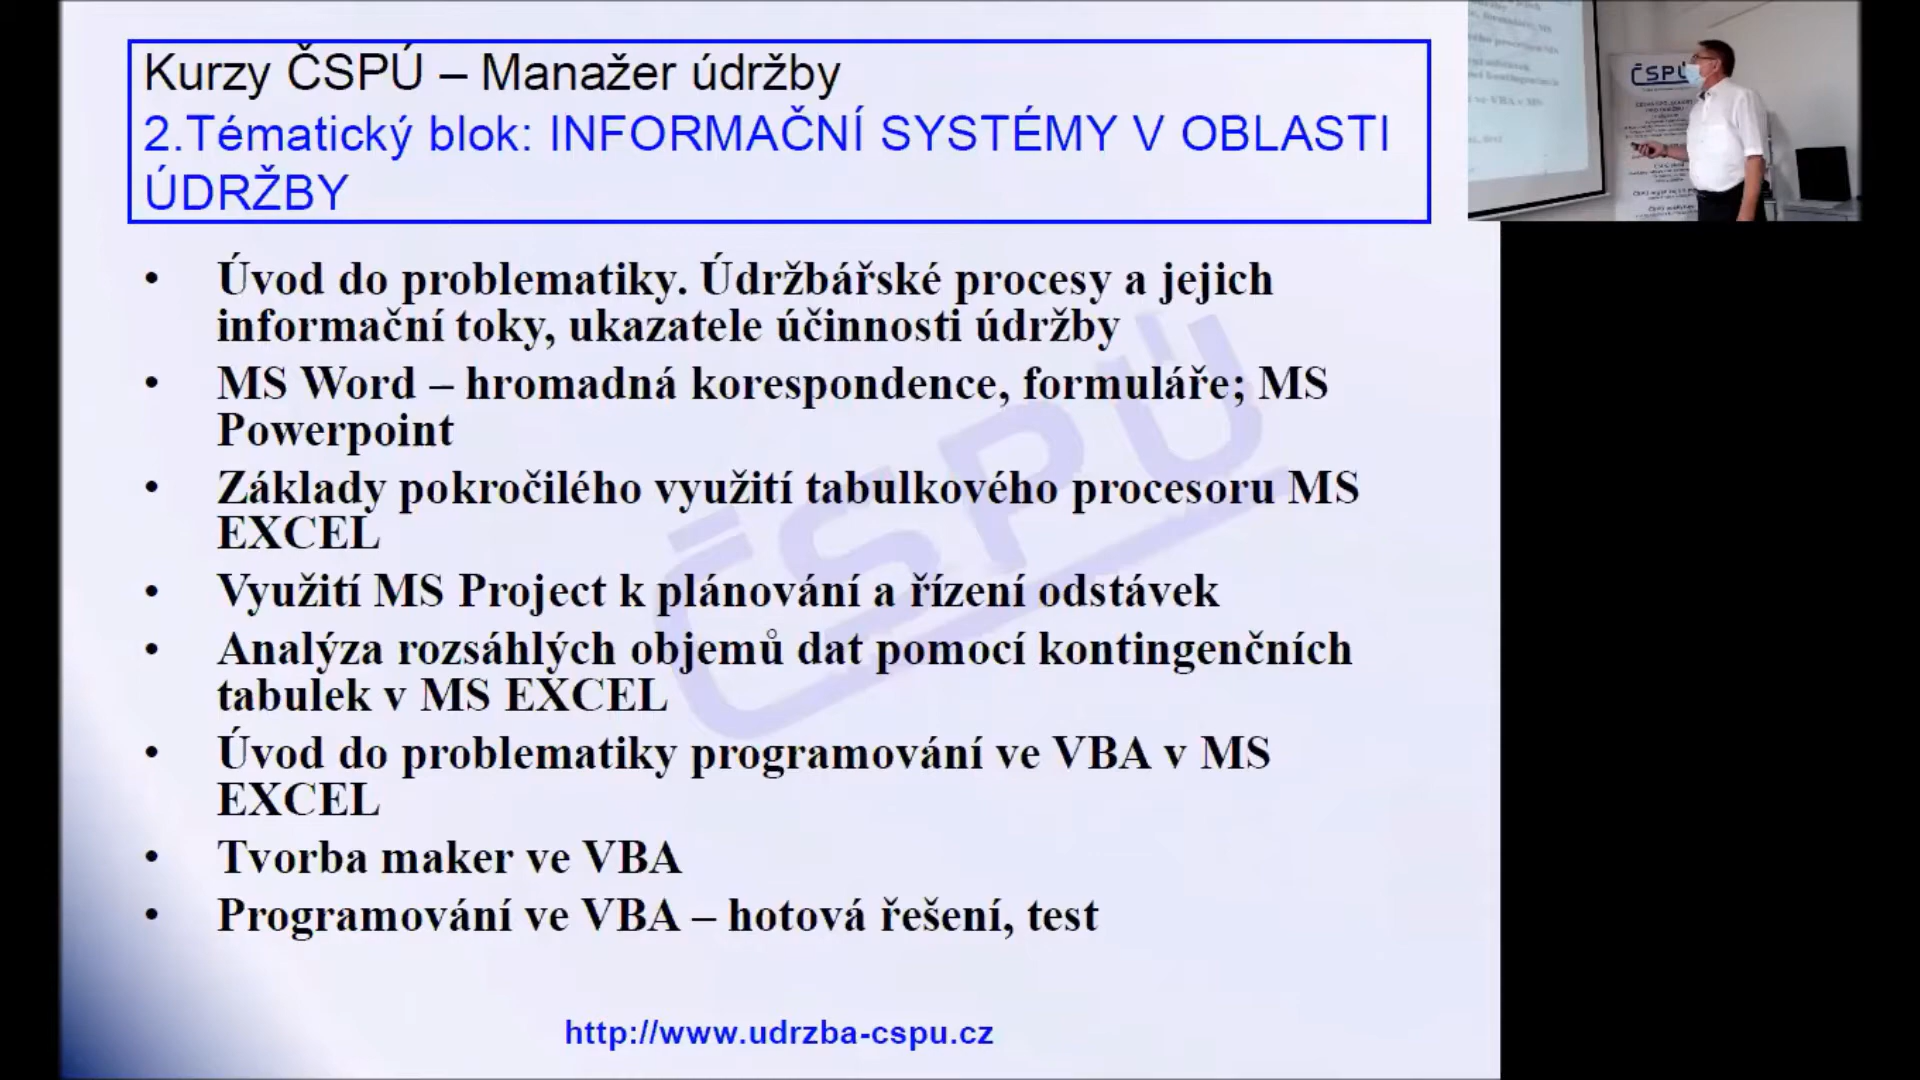 Kurzy ČSPÚ – Manažer údržby
2.Tématický blok: INFORMAČNÍ SYSTÉMY V OBLASTI
ÚDRŽBY
• Úvod do problematiky. Údržbářské procesy a jejich
informační toky, ukazatele účinnosti údržby
• MS Word – hromadná korespondence, formuláře; MS
Powerpoint
• Základy pokročilého využití tabulkového procesoru MS
EXCEL
• Využití MS Project k plánování a řízení odstávek
• Analýza rozsáhlých objemů dat pomocí kontingenčních
tabulek v MS EXCEL
• Úvod do problematiky programování ve VBA v MS
EXCEL
• Tvorba maker ve VBA
• Programování ve VBA – hotová řešení, test
ČSPÚ
http://www.udrzba-cspu.cz
ČSPÚ